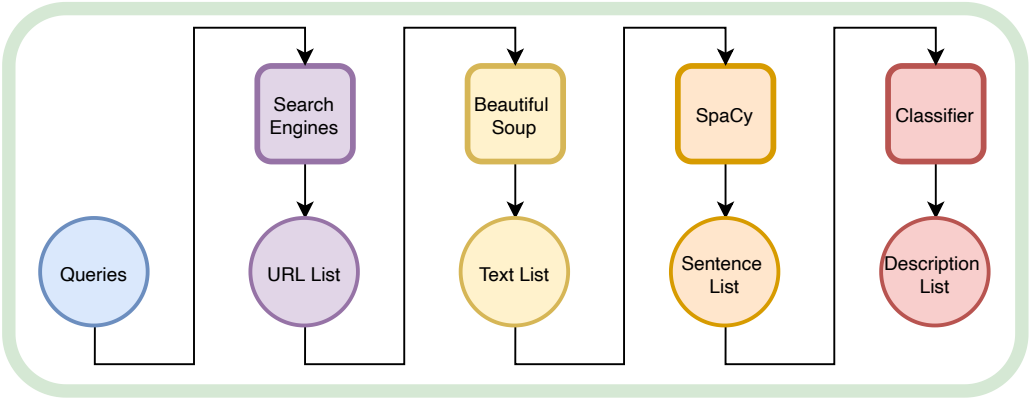 Search
Engines
Beautiful
Soup
SpaCy
Classifier
Queries
URL List
Text List
Sentence
List
Description
List